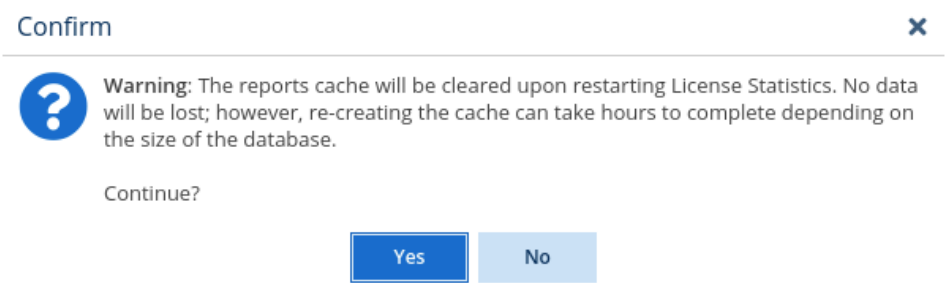 Confirm
Warning: The reports cache will be cleared upon restarting License Statistics. No data
will be lost; however, re-creating the cache can take hours to complete depending on
the size of the database.
Continue?
Yes
No